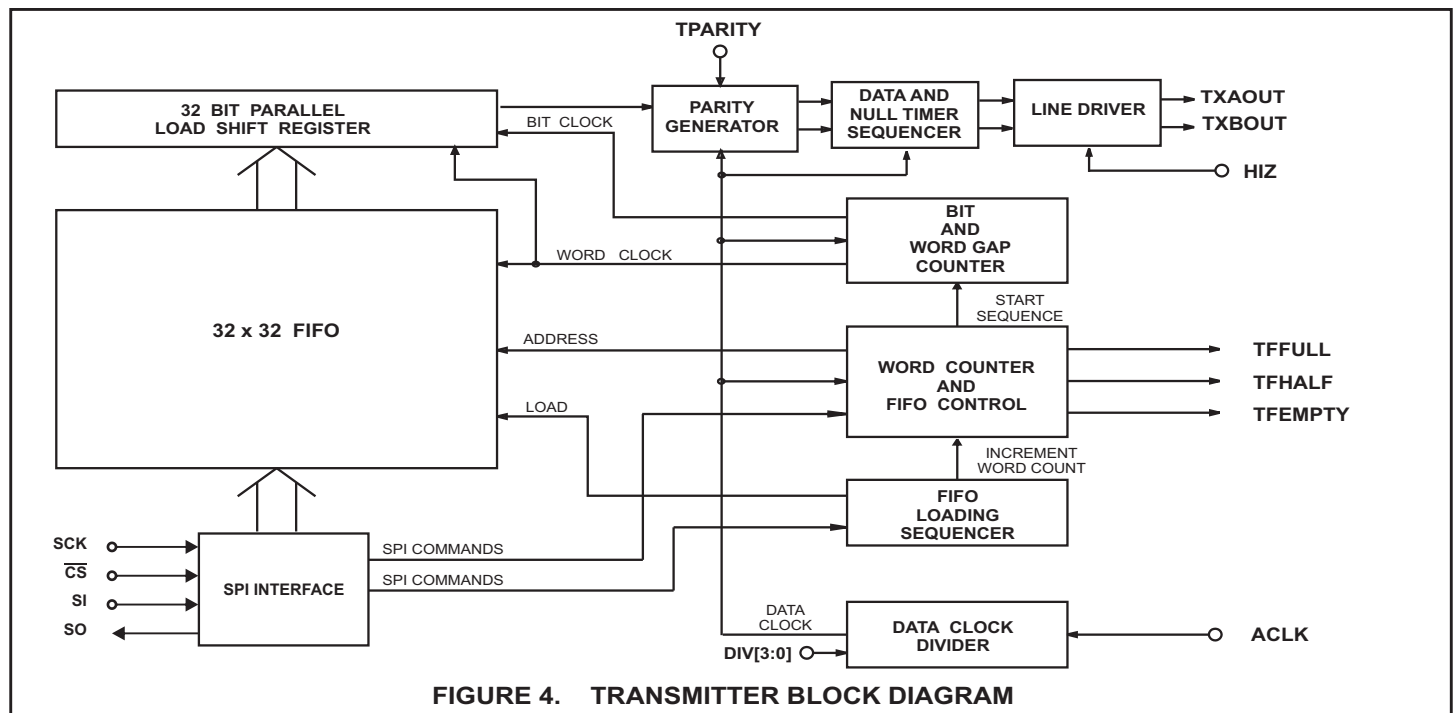 TPARITY
32 BIT PARALLEL
LOAD SHIFT REGISTER
BIT CLOCK
PARITY
GENERATOR
DATA AND
NULL TIMER
SEQUENCER
LINE DRIVER
TXAOUT
TXBOUT
HIZ
BIT
AND
WORD GAP
COUNTER
WORD CLOCK
START
SEQUENCE
32 x 32 FIFO
ADDRESS
WORD COUNTER
AND
FIFO CONTROL
TFFULL
TFHALF
TFEMPTY
LOAD
INCREMENT
WORD COUNT
FIFO
LOADING
SEQUENCER
SCK
CS
SI
SO
SPI INTERFACE
SPI COMMANDS
SPI COMMANDS
DATA
CLOCK
DIV[3:0]
DATA CLOCK
DIVIDER
ACLK
FIGURE 4. TRANSMITTER BLOCK DIAGRAM